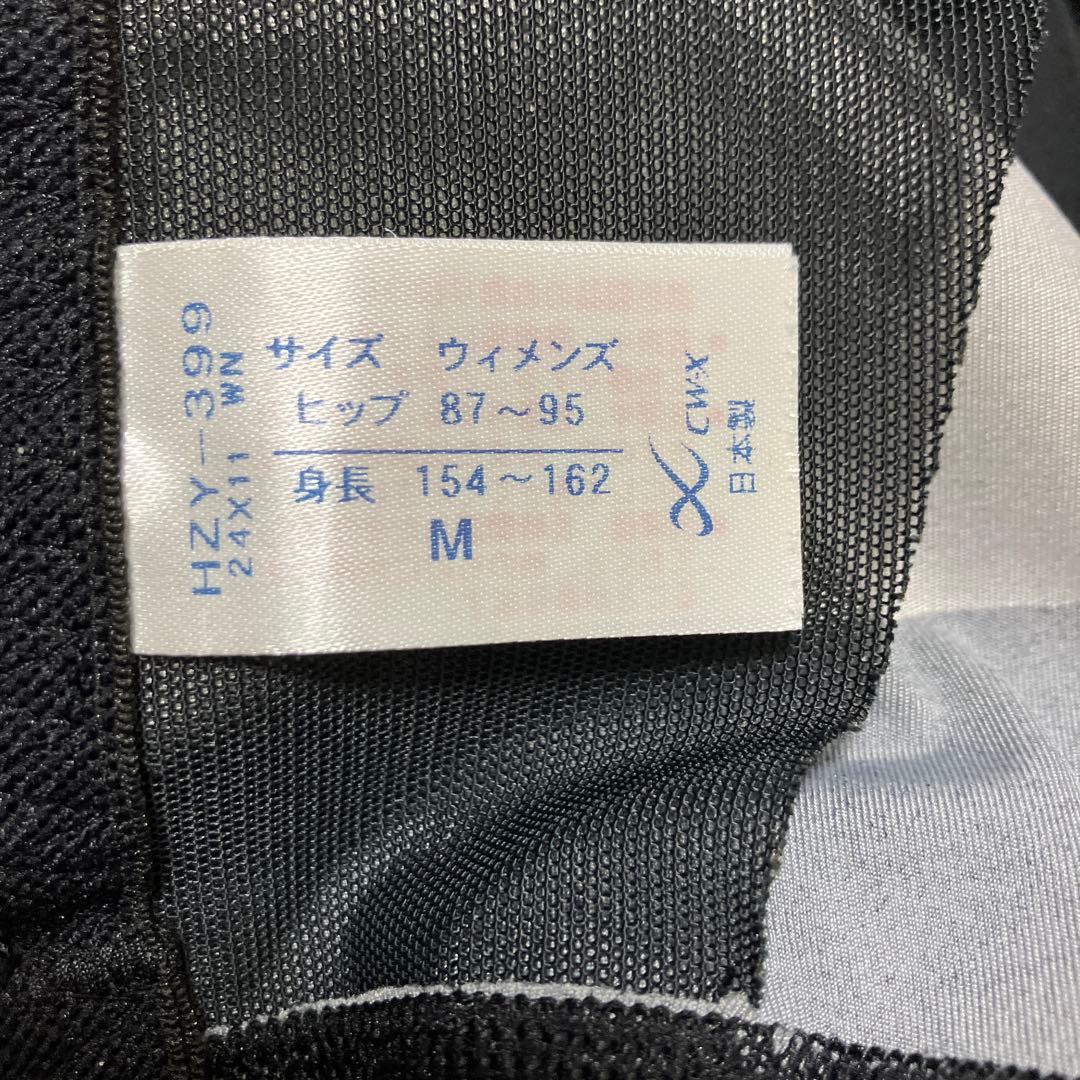 サイズ ウィメンズ
ヒップ 87～95
身長 154～162
M
HZY-399
24X11 WN
CW-X
日本製